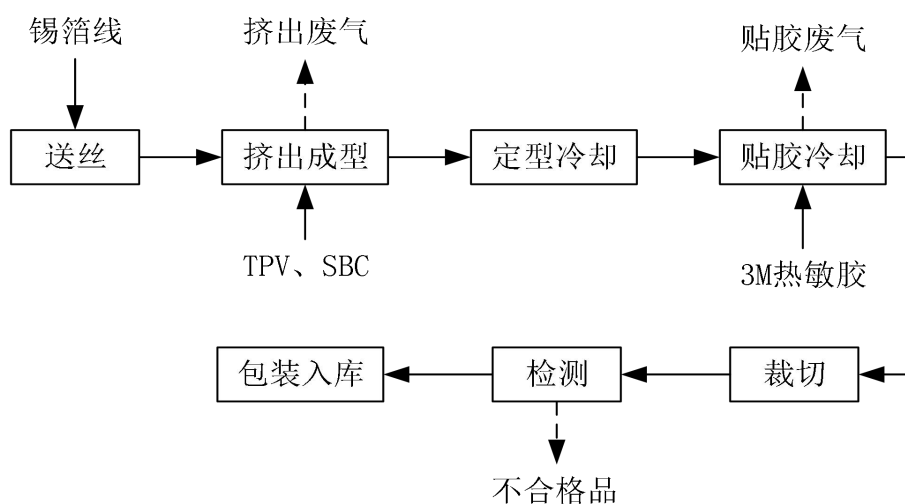 锡箔线
挤出废气
贴胶废气
送丝
挤出成型
定型冷却
贴胶冷却
TPV、SBC
3M热敏胶
包装入库
检测
裁切
不合格品